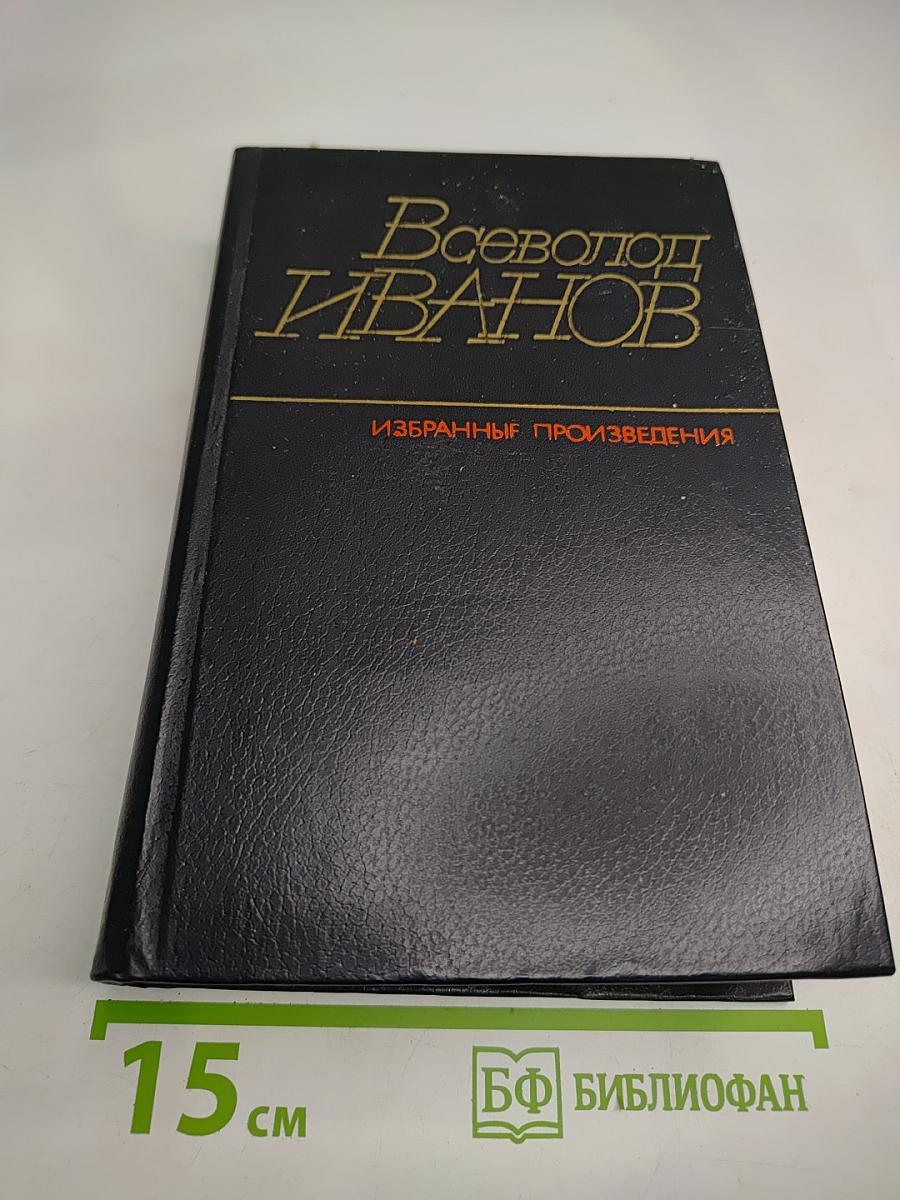 Всеволод
ИВАНОВ
ИЗБРАННЫЕ ПРОИЗВЕДЕНИЯ
15 см
БФ БИБЛИОФАН